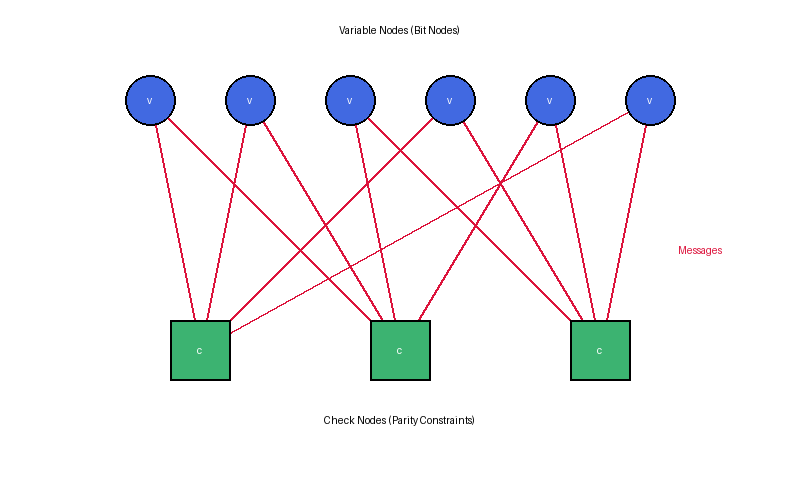 Variable Nodes (Bit Nodes)
v v v v v v
Messages
c c c
Check Nodes (Parity Constraints)